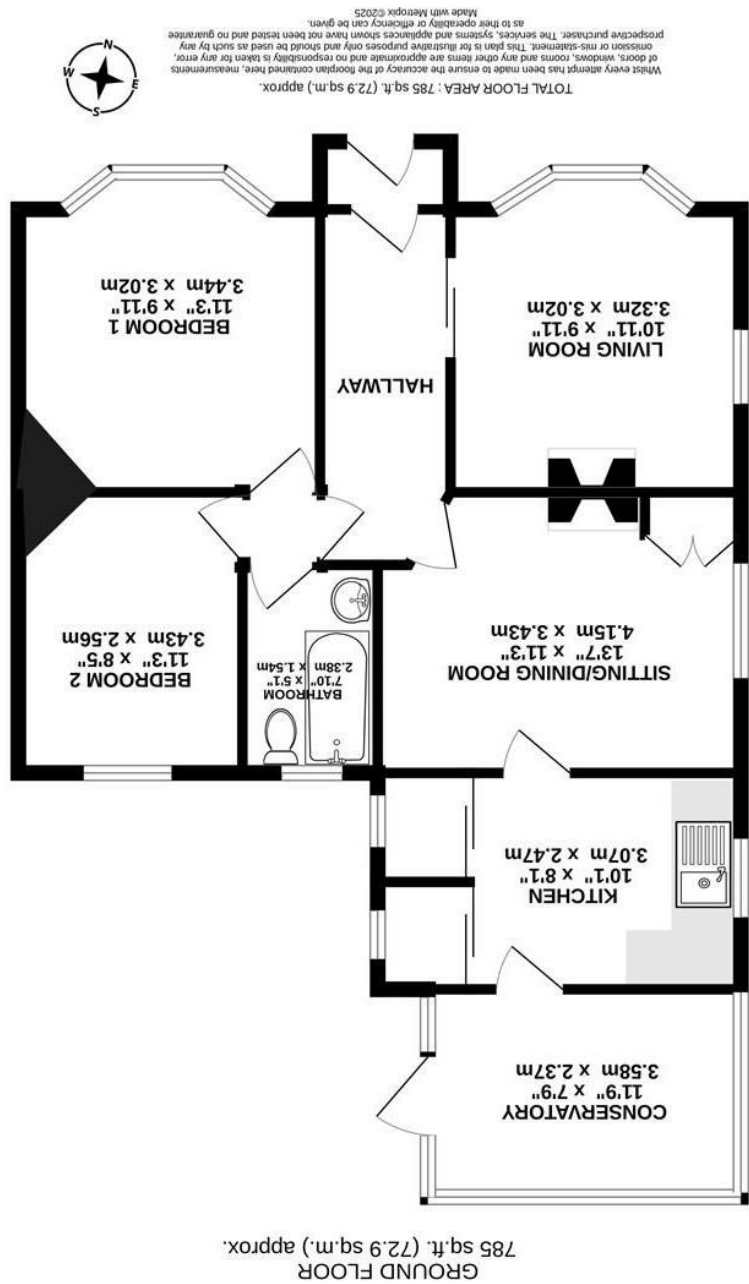 GROUND FLOOR
785 sq.ft. (72.9 sq.m.) approx.
CONSERVATORY
11'9" x 7'9"
3.58m x 2.37m
KITCHEN
10'1" x 8'1"
3.07m x 2.47m
SITTING/DINING ROOM
13'7" x 11'3"
4.15m x 3.43m
BATHROOM
7'10" x 5'1"
2.38m x 1.54m
BEDROOM 2
11'3" x 8'5"
3.43m x 2.56m
HALLWAY
LIVING ROOM
10'11" x 9'11"
3.32m x 3.02m
BEDROOM 1
11'3" x 9'11"
3.44m x 3.02m
N
E
S
W
TOTAL FLOOR AREA : 785 sq.ft. (72.9 sq.m.) approx.
Whilst every attempt has been made to ensure the accuracy of the floorplan contained here, measurements
of doors, windows, rooms and any other items are approximate and no responsibility is taken for any error,
omission or mis-statement. This plan is for illustrative purposes only and should be used as such by any
prospective purchaser. The services, systems and appliances shown have not been tested and no guarantee
as to their operability or efficiency can be given.
Made with Metropix ©2025